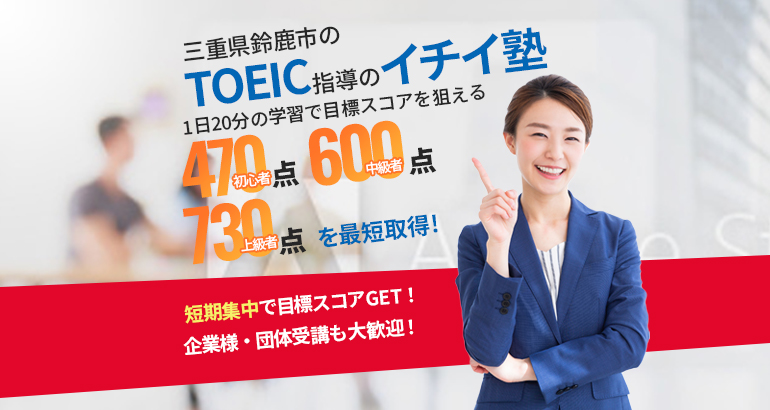 三重県鈴鹿市の
TOEIC指導のイチイ塾
1日20分の学習で目標スコアを狙える
470初心者点 600中級者点
730上級者点 を最短取得!
短期集中で目標スコアGET!
企業様・団体受講も大歓迎!